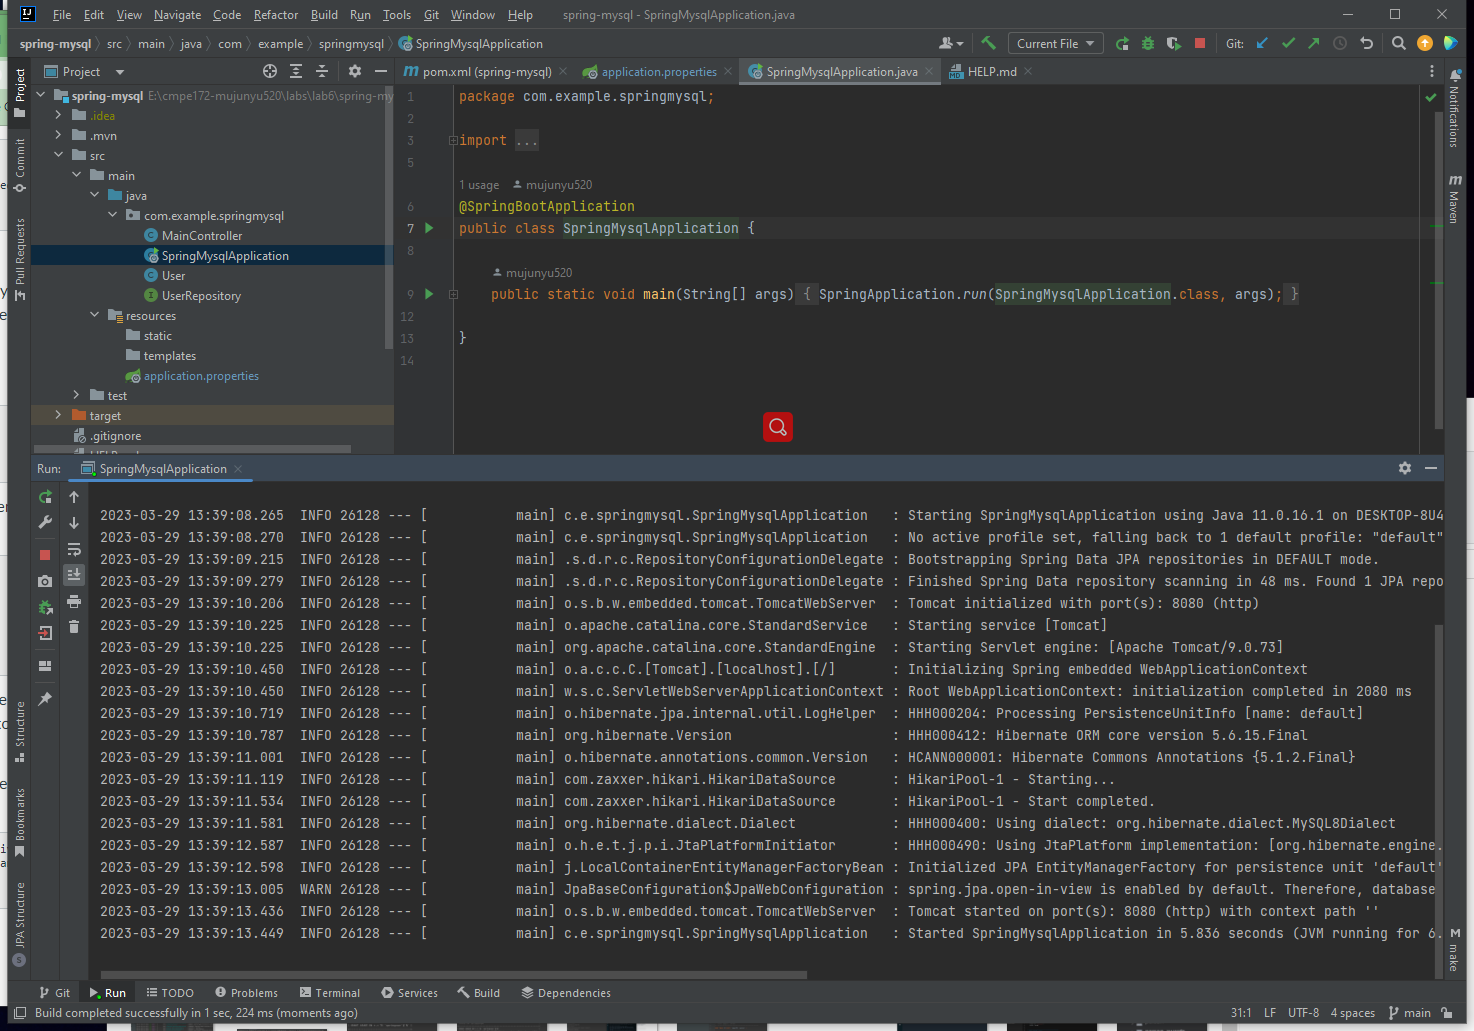 File Edit View Navigate Code Refactor Build Run Tools Git Window Help spring-mysql - SpringMysqlApplication.java
spring-mysql src main java com example springmysql SpringMysqlApplication Current File Git:
Project
pom.xml (spring-mysql) application.properties SpringMysqlApplication.java HELP.md
spring-mysql E:\cmpe172-mujunyu520\labs\lab6\spring-my
.idea
.mvn
src
main
java
com.example.springmysql
MainController
SpringMysqlApplication
User
UserRepository
resources
static
templates
application.properties
test
target
.gitignore
1 package com.example.springmysql;
2
3 import ...
5
1 usage mujunyu520
6 @SpringBootApplication
7 public class SpringMysqlApplication {
8
mujunyu520
9 public static void main(String[] args) { SpringApplication.run(SpringMysqlApplication.class, args); }
12
13 }
14
Project
Commit
Pull Requests
Structure
Bookmarks
JPA Structure
Notifications
Maven
make
Run: SpringMysqlApplication
2023-03-29 13:39:08.265 INFO 26128 --- [ main] c.e.springmysql.SpringMysqlApplication : Starting SpringMysqlApplication using Java 11.0.16.1 on DESKTOP-8U4
2023-03-29 13:39:08.270 INFO 26128 --- [ main] c.e.springmysql.SpringMysqlApplication : No active profile set, falling back to 1 default profile: "default"
2023-03-29 13:39:09.215 INFO 26128 --- [ main] .s.d.r.c.RepositoryConfigurationDelegate : Bootstrapping Spring Data JPA repositories in DEFAULT mode.
2023-03-29 13:39:09.279 INFO 26128 --- [ main] .s.d.r.c.RepositoryConfigurationDelegate : Finished Spring Data repository scanning in 48 ms. Found 1 JPA repo
2023-03-29 13:39:10.206 INFO 26128 --- [ main] o.s.b.w.embedded.tomcat.TomcatWebServer : Tomcat initialized with port(s): 8080 (http)
2023-03-29 13:39:10.225 INFO 26128 --- [ main] o.apache.catalina.core.StandardService : Starting service [Tomcat]
2023-03-29 13:39:10.225 INFO 26128 --- [ main] org.apache.catalina.core.StandardEngine : Starting Servlet engine: [Apache Tomcat/9.0.73]
2023-03-29 13:39:10.450 INFO 26128 --- [ main] o.a.c.c.C.[Tomcat].[localhost].[/] : Initializing Spring embedded WebApplicationContext
2023-03-29 13:39:10.450 INFO 26128 --- [ main] w.s.c.ServletWebServerApplicationContext : Root WebApplicationContext: initialization completed in 2080 ms
2023-03-29 13:39:10.719 INFO 26128 --- [ main] o.hibernate.jpa.internal.util.LogHelper : HHH000204: Processing PersistenceUnitInfo [name: default]
2023-03-29 13:39:10.787 INFO 26128 --- [ main] org.hibernate.Version : HHH000412: Hibernate ORM core version 5.6.15.Final
2023-03-29 13:39:11.001 INFO 26128 --- [ main] o.hibernate.annotations.common.Version : HCANN000001: Hibernate Commons Annotations {5.1.2.Final}
2023-03-29 13:39:11.119 INFO 26128 --- [ main] com.zaxxer.hikari.HikariDataSource : HikariPool-1 - Starting...
2023-03-29 13:39:11.534 INFO 26128 --- [ main] com.zaxxer.hikari.HikariDataSource : HikariPool-1 - Start completed.
2023-03-29 13:39:11.581 INFO 26128 --- [ main] org.hibernate.dialect.Dialect : HHH000400: Using dialect: org.hibernate.dialect.MySQL8Dialect
2023-03-29 13:39:12.587 INFO 26128 --- [ main] o.h.e.t.j.p.i.JtaPlatformInitiator : HHH000490: Using JtaPlatform implementation: [org.hibernate.engine.
2023-03-29 13:39:12.598 INFO 26128 --- [ main] j.LocalContainerEntityManagerFactoryBean : Initialized JPA EntityManagerFactory for persistence unit 'default'
2023-03-29 13:39:13.005 WARN 26128 --- [ main] JpaBaseConfiguration$JpaWebConfiguration : spring.jpa.open-in-view is enabled by default. Therefore, database
2023-03-29 13:39:13.436 INFO 26128 --- [ main] o.s.b.w.embedded.tomcat.TomcatWebServer : Tomcat started on port(s): 8080 (http) with context path ''
2023-03-29 13:39:13.449 INFO 26128 --- [ main] c.e.springmysql.SpringMysqlApplication : Started SpringMysqlApplication in 5.836 seconds (JVM running for 6.
Git Run TODO Problems Terminal Services Build Dependencies
Build completed successfully in 1 sec, 224 ms (moments ago) 31:1 LF UTF-8 4 spaces main